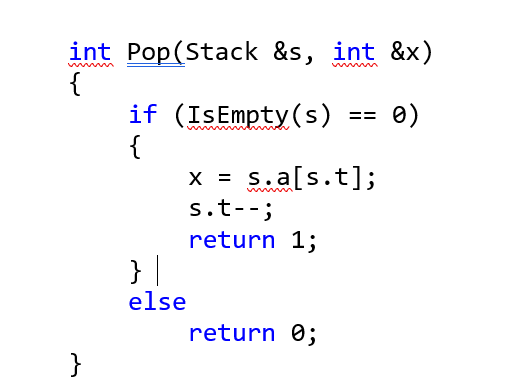 int Pop(Stack &s, int &x)
{
    if (IsEmpty(s) == 0)
    {
        x = s.a[s.t];
        s.t--;
        return 1;
    }
    else
        return 0;
}